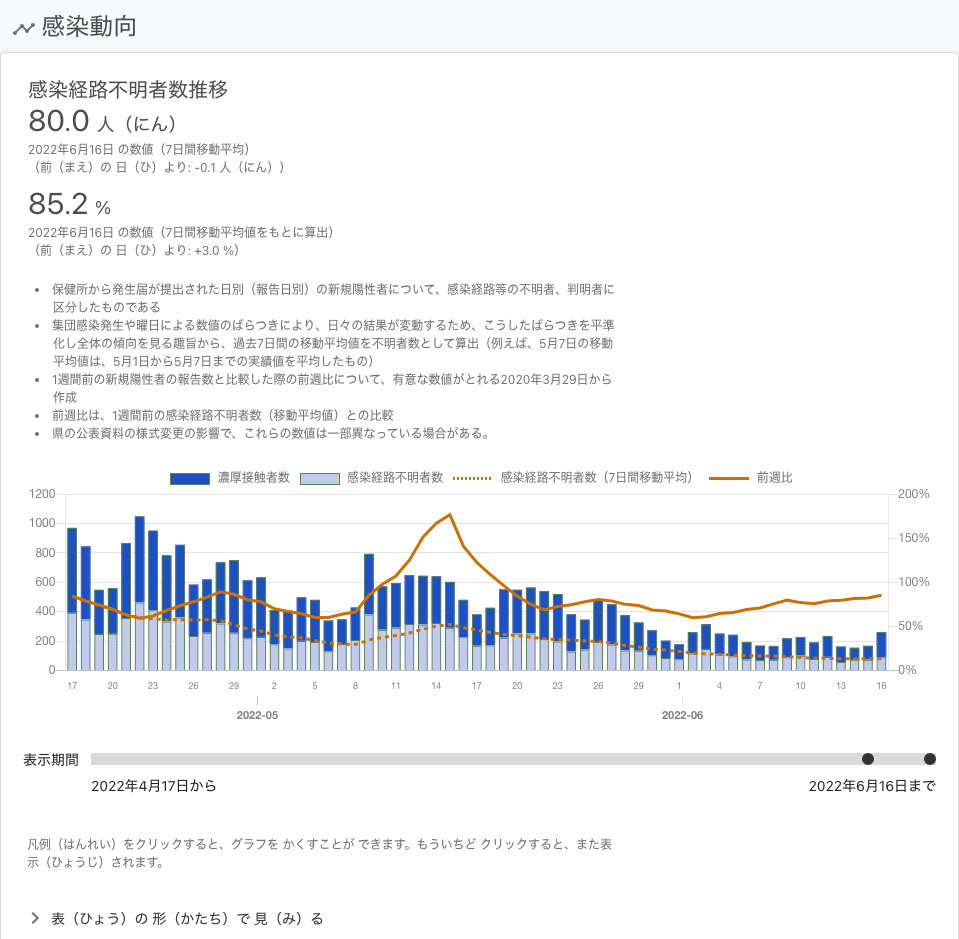 感染動向
感染経路不明者数推移
80.0 人（にん）
2022年6月16日 の数値（7日間移動平均）
（前（まえ）の 日（ひ）より: -0.1 人（にん））
85.2 %
2022年6月16日 の数値（7日間移動平均値をもとに算出）
（前（まえ）の 日（ひ）より: +3.0 %）
• 保健所から発生届が提出された日別（報告日別）の新規陽性者について、感染経路等の不明者、判明者に
区分したものである
• 集団感染発生や曜日による数値のばらつきにより、日々の結果が変動するため、こうしたばらつきを平準
化し全体の傾向を見る趣旨から、過去7日間の移動平均値を不明者数として算出（例えば、5月7日の移動
平均値は、5月1日から5月7日までの実績値を平均したもの）
• 1週間前の新規陽性者の報告数と比較した際の前週比について、有意な数値がとれる2020年3月29日から
作成
• 前週比は、1週間前の感染経路不明者数（移動平均値）との比較
• 県の公表資料の様式変更の影響で、これらの数値は一部異なっている場合がある。
濃厚接触者数 感染経路不明者数 感染経路不明者数（7日間移動平均） 前週比
1200 200%
1000
800 150%
600 100%
400
200 50%
0 0%
17 20 23 26 29 2 5 8 11 14 17 20 23 26 29 1 4 7 10 13 16
2022-05 2022-06
表示期間
2022年4月17日から 2022年6月16日まで
凡例（はんれい）をクリックすると、グラフを かくすことが できます。もういちど クリックすると、また表
示（ひょうじ）されます。
表（ひょう）の 形（かたち）で 見（み）る